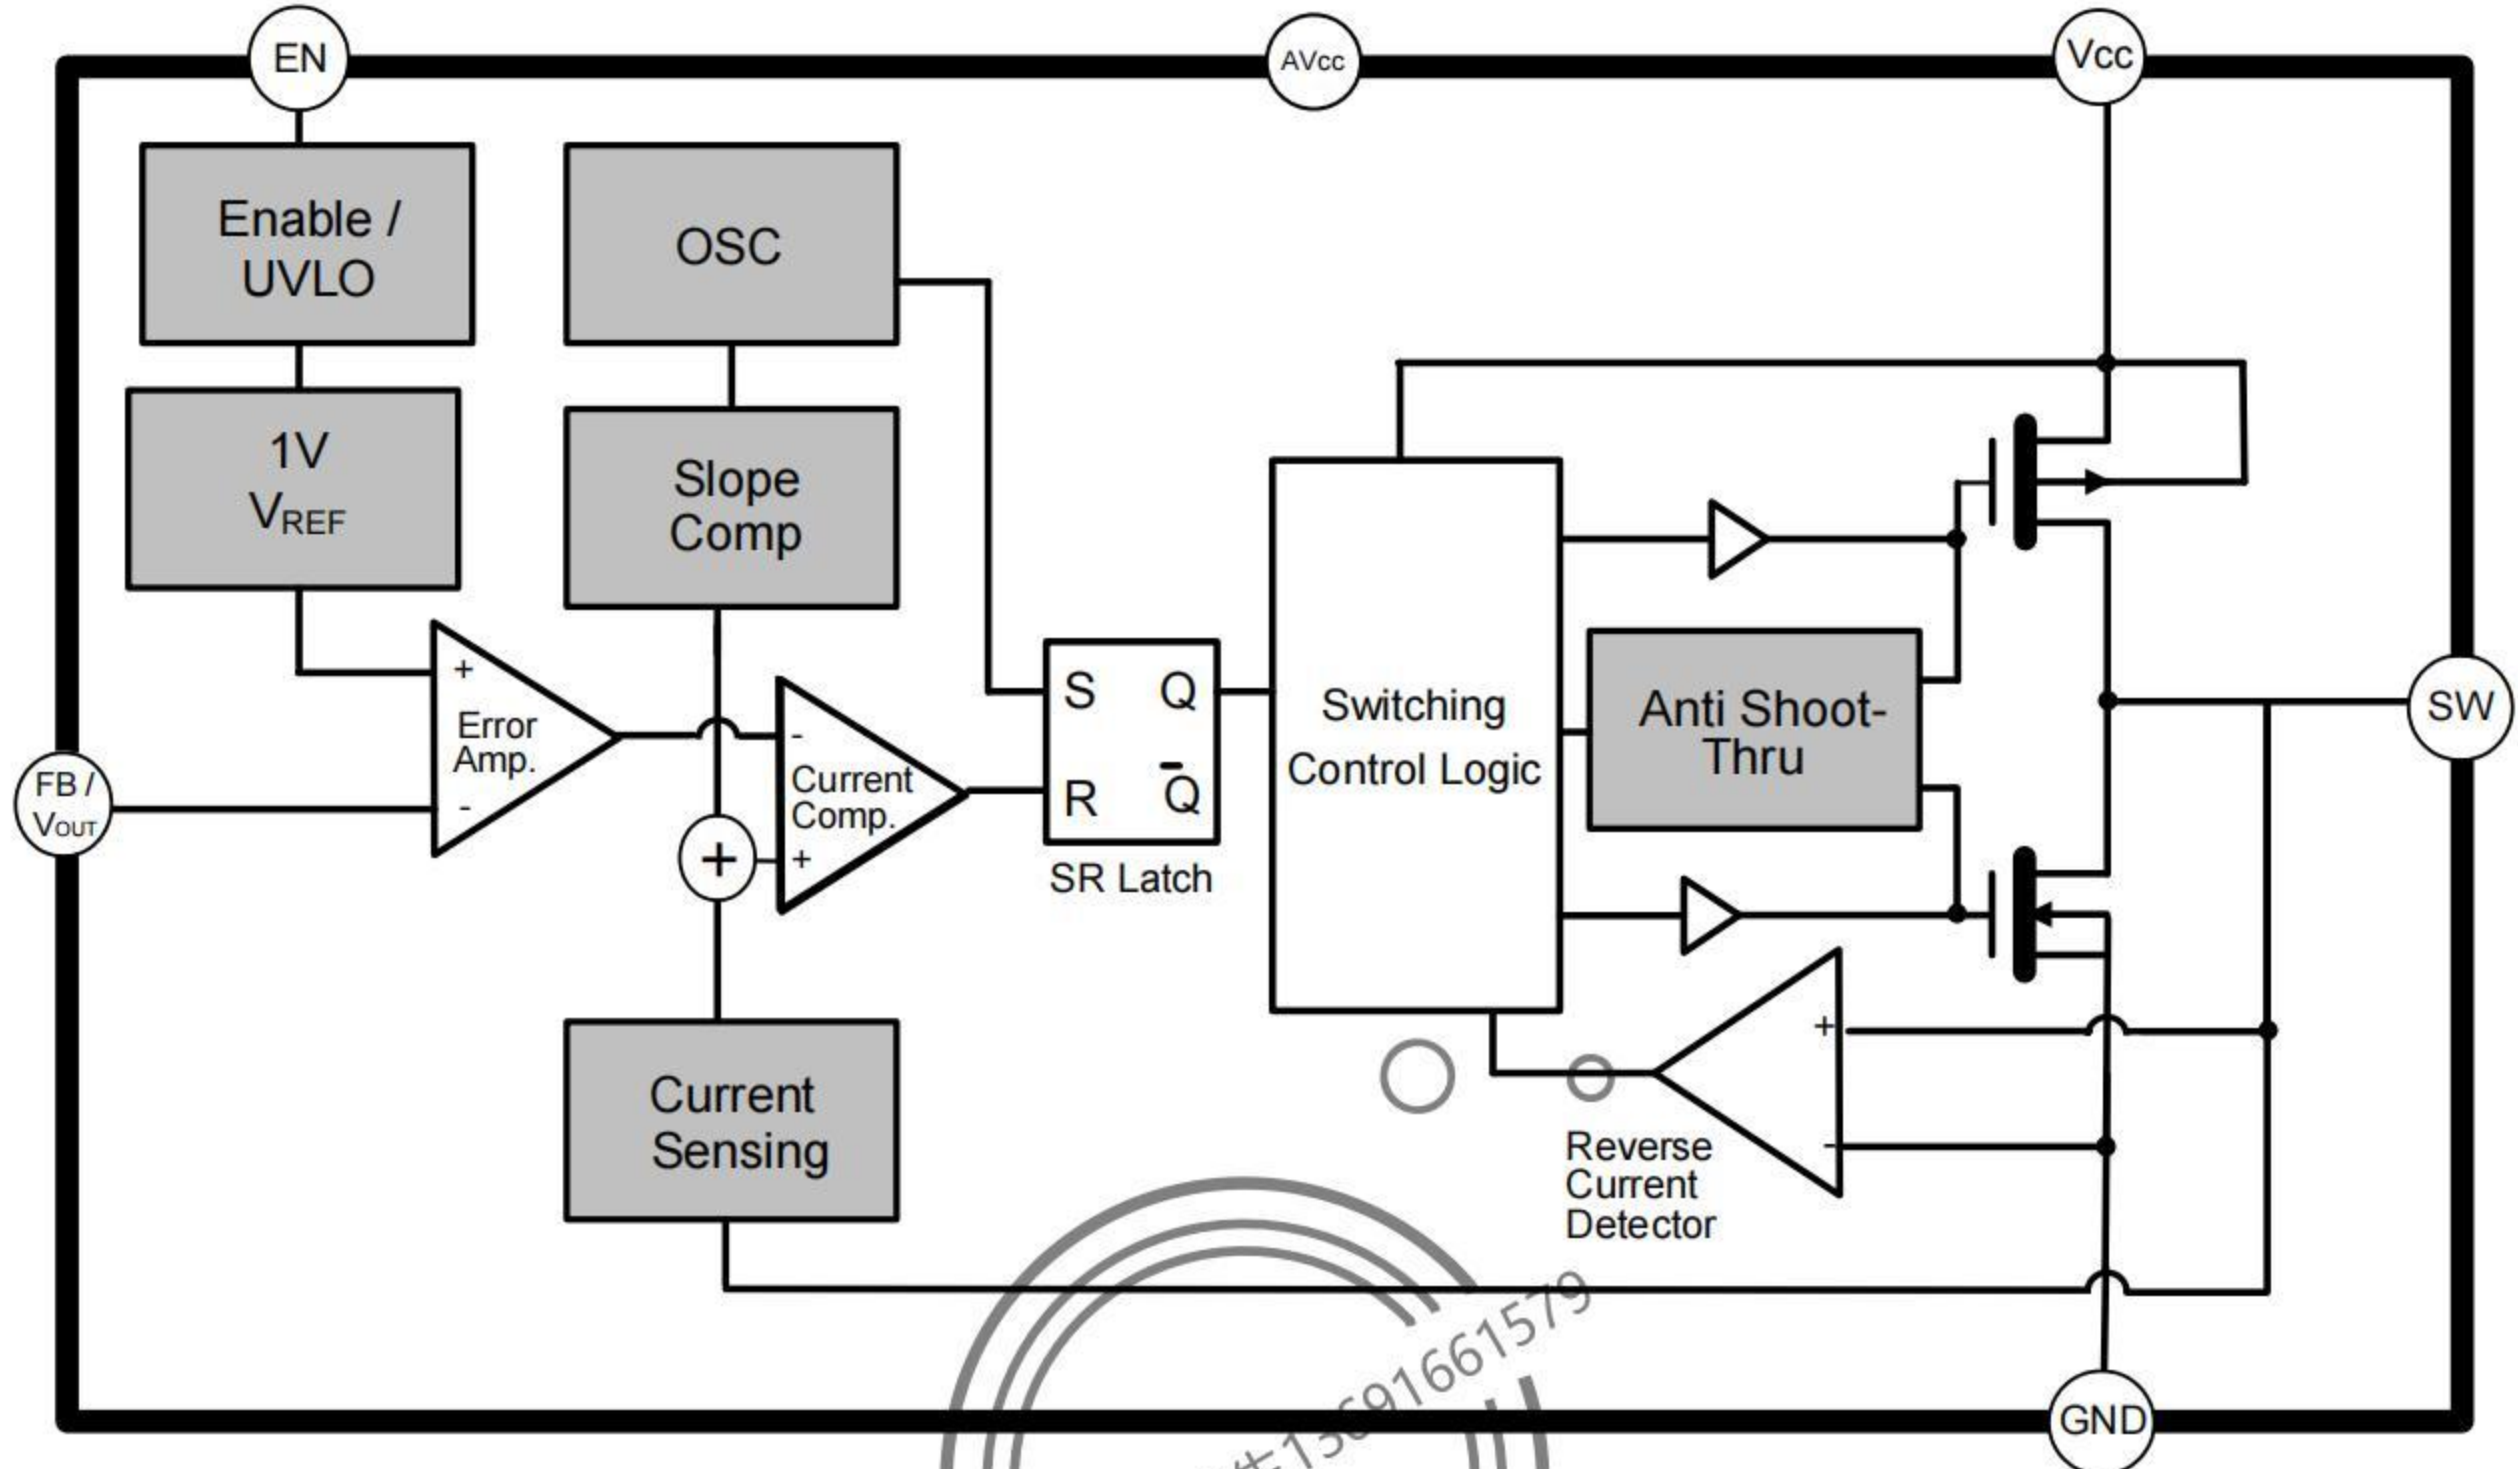 EN
AVcc
Vcc
Enable /
UVLO
OSC
1V
VREF
Slope
Comp
+
Error
Amp.
-
FB /
VOUT
-
Current
Comp.
+
+
S Q
R Q̅
SR Latch
Switching
Control Logic
Anti Shoot-
Thru
SW
Current
Sensing
+
-
Reverse
Current
Detector
13691661579
GND